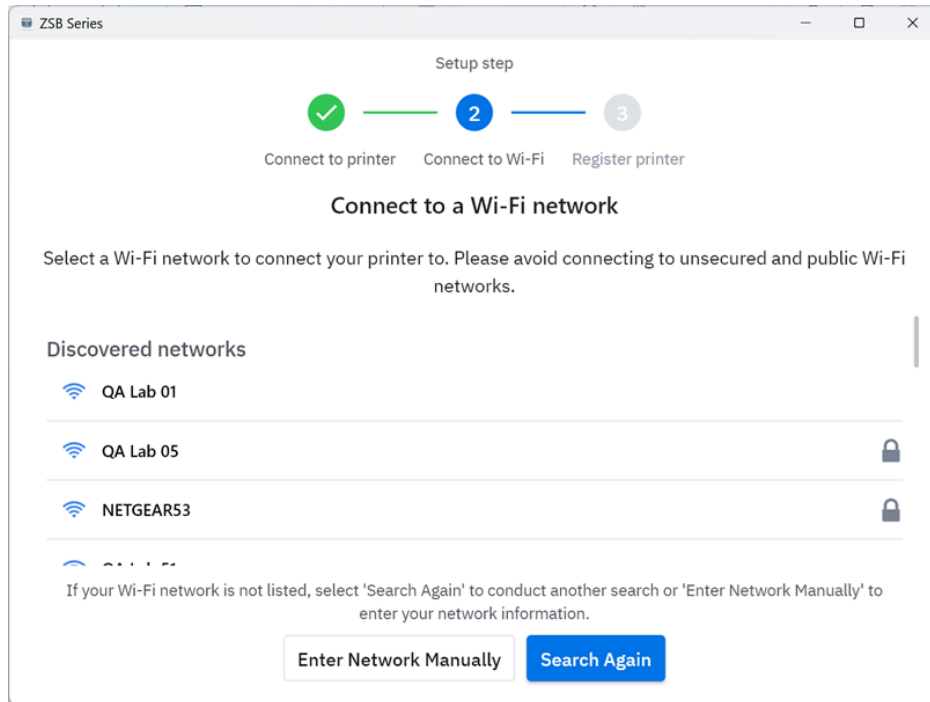 ZSB Series
Setup step
2
3
Connect to printer
Connect to Wi-Fi
Register printer
Connect to a Wi-Fi network
Select a Wi-Fi network to connect your printer to. Please avoid connecting to unsecured and public Wi-Fi
networks.
Discovered networks
QA Lab 01
QA Lab 05
NETGEAR53
If your Wi-Fi network is not listed, select 'Search Again' to conduct another search or 'Enter Network Manually' to
enter your network information.
Enter Network Manually
Search Again